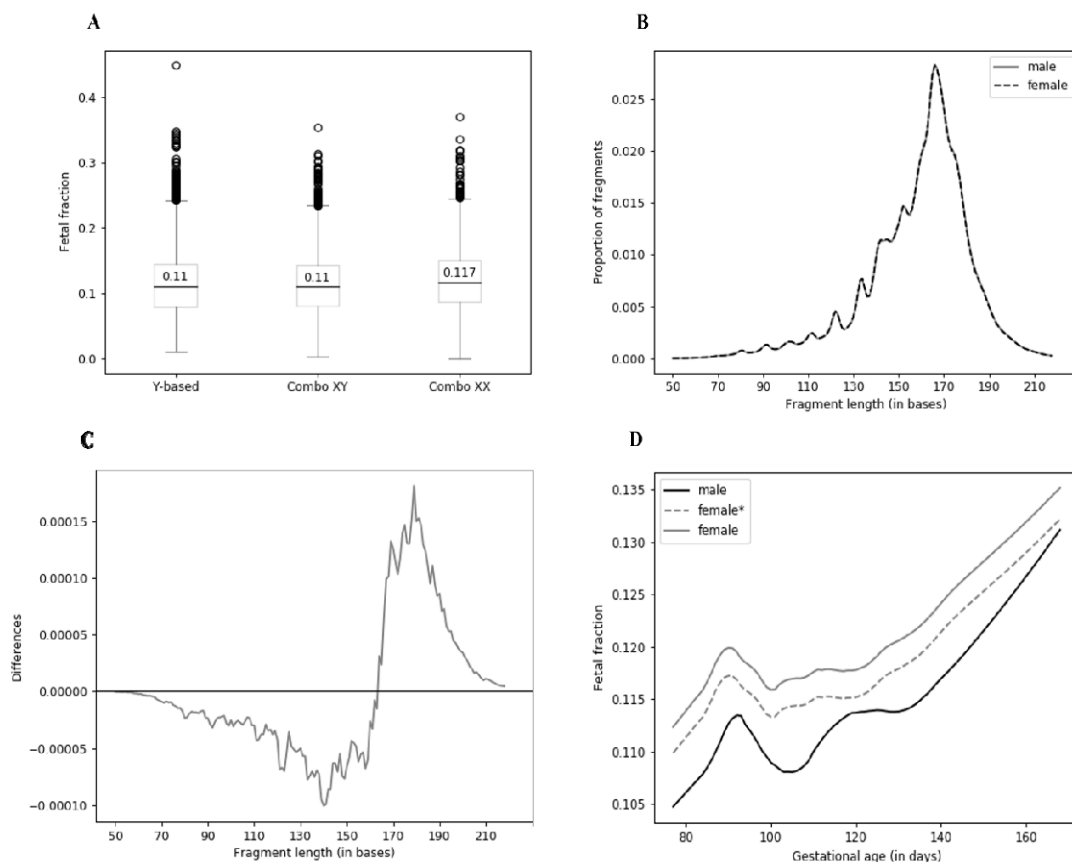 A
Fetal fraction
0.4
0.3
0.2
0.1
0.0
0.11
0.11
0.117
Y-based
Combo XY
Combo XX
B
Proportion of fragments
0.025
0.020
0.015
0.010
0.005
0.000
male
female
50 70 90 110 130 150 170 190 210
Fragment length (in bases)
C
Differences
0.00015
0.00010
0.00005
0.00000
−0.00005
−0.00010
50 70 90 110 130 150 170 190 210
Fragment length (in bases)
D
Fetal fraction
0.135
0.130
0.125
0.120
0.115
0.110
0.105
male
female*
female
80 100 120 140 160
Gestational age (in days)